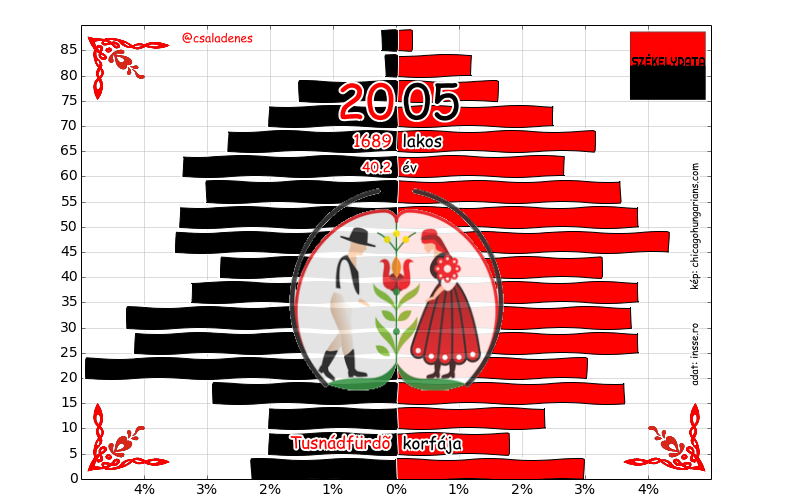 @csaladenes
SZÉKELYDATA
2005
1689 lakos
40.2 év
kép: chicagohungarians.com
adat: insse.ro
Tusnádfürdő korfája
85
80
75
70
65
60
55
50
45
40
35
30
25
20
15
10
5
0
4% 3% 2% 1% 0% 1% 2% 3% 4%